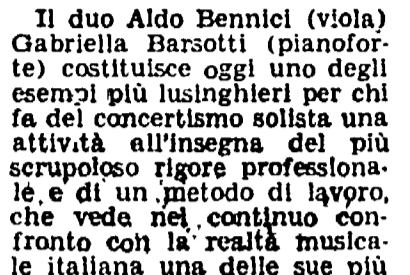 Il duo Aldo Bennici (viola)
Gabriella Barsotti (pianofor-
te) costituisce oggi uno degli
esempi più lusinghieri per chi
fa del concertismo solista una
attività all'insegna del più
scrupoloso rigore professiona-
le e di un metodo di lavoro,
che vede nel continuo con-
fronto con la realtà musica-
le italiana una delle sue più